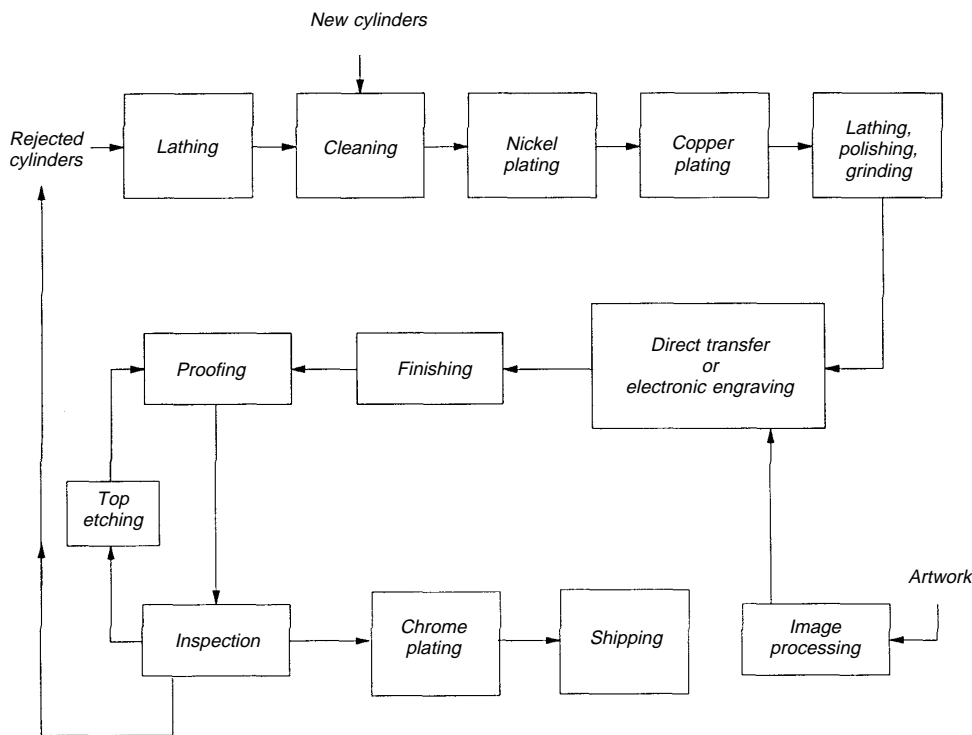 New cylinders
Rejected
cylinders
Lathing
Cleaning
Nickel
plating
Copper
plating
Lathing,
polishing,
grinding
Proofing
Finishing
Direct transfer
or
electronic engraving
Top
etching
Artwork
Inspection
Chrome
plating
Shipping
Image
processing